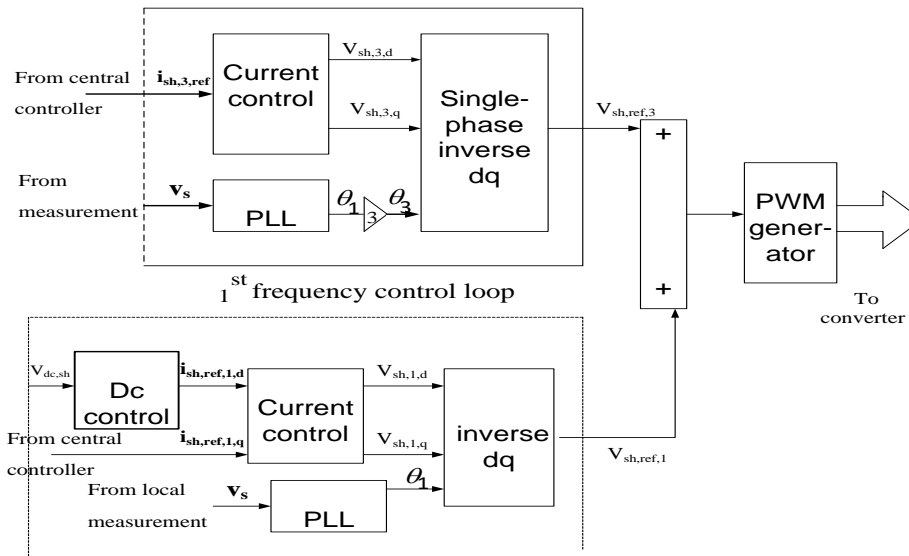 From central
controller
i_sh,3,ref
Current
control
V_sh,3,d
V_sh,3,q
Single-
phase
inverse
dq
V_sh,ref,3
From
measurement
v_s
PLL
θ_1
3
θ_3
1^st frequency control loop
+
+
PWM
gener-
ator
To
converter
V_dc,sh
Dc
control
i_sh,ref,1,d
From central
controller
i_sh,ref,1,q
Current
control
V_sh,1,d
V_sh,1,q
inverse
dq
V_sh,ref,1
From local
measurement
v_s
PLL
θ_1